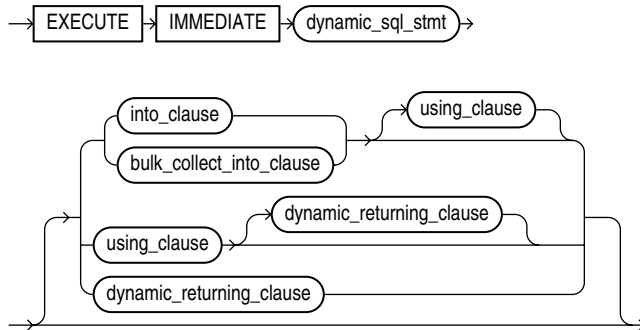 EXECUTE IMMEDIATE dynamic_sql_stmt
into_clause using_clause
bulk_collect_into_clause
dynamic_returning_clause
using_clause
dynamic_returning_clause